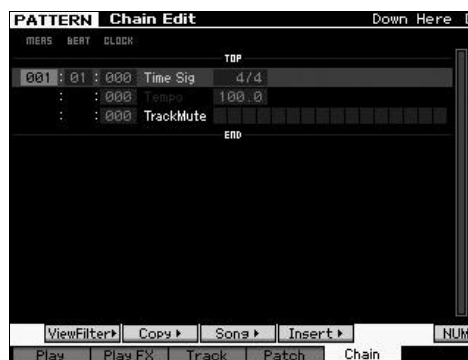 PATTERN Chain Edit Down Here
MEAS BEAT CLOCK
TOP
001 : 01 : 000 Time Sig 4/4
: : 000 Tempo 100.0
: : 000 TrackMute
END
ViewFilter▸ Copy▸ Song▸ Insert▸ NUM
Play Play FX Track Patch Chain